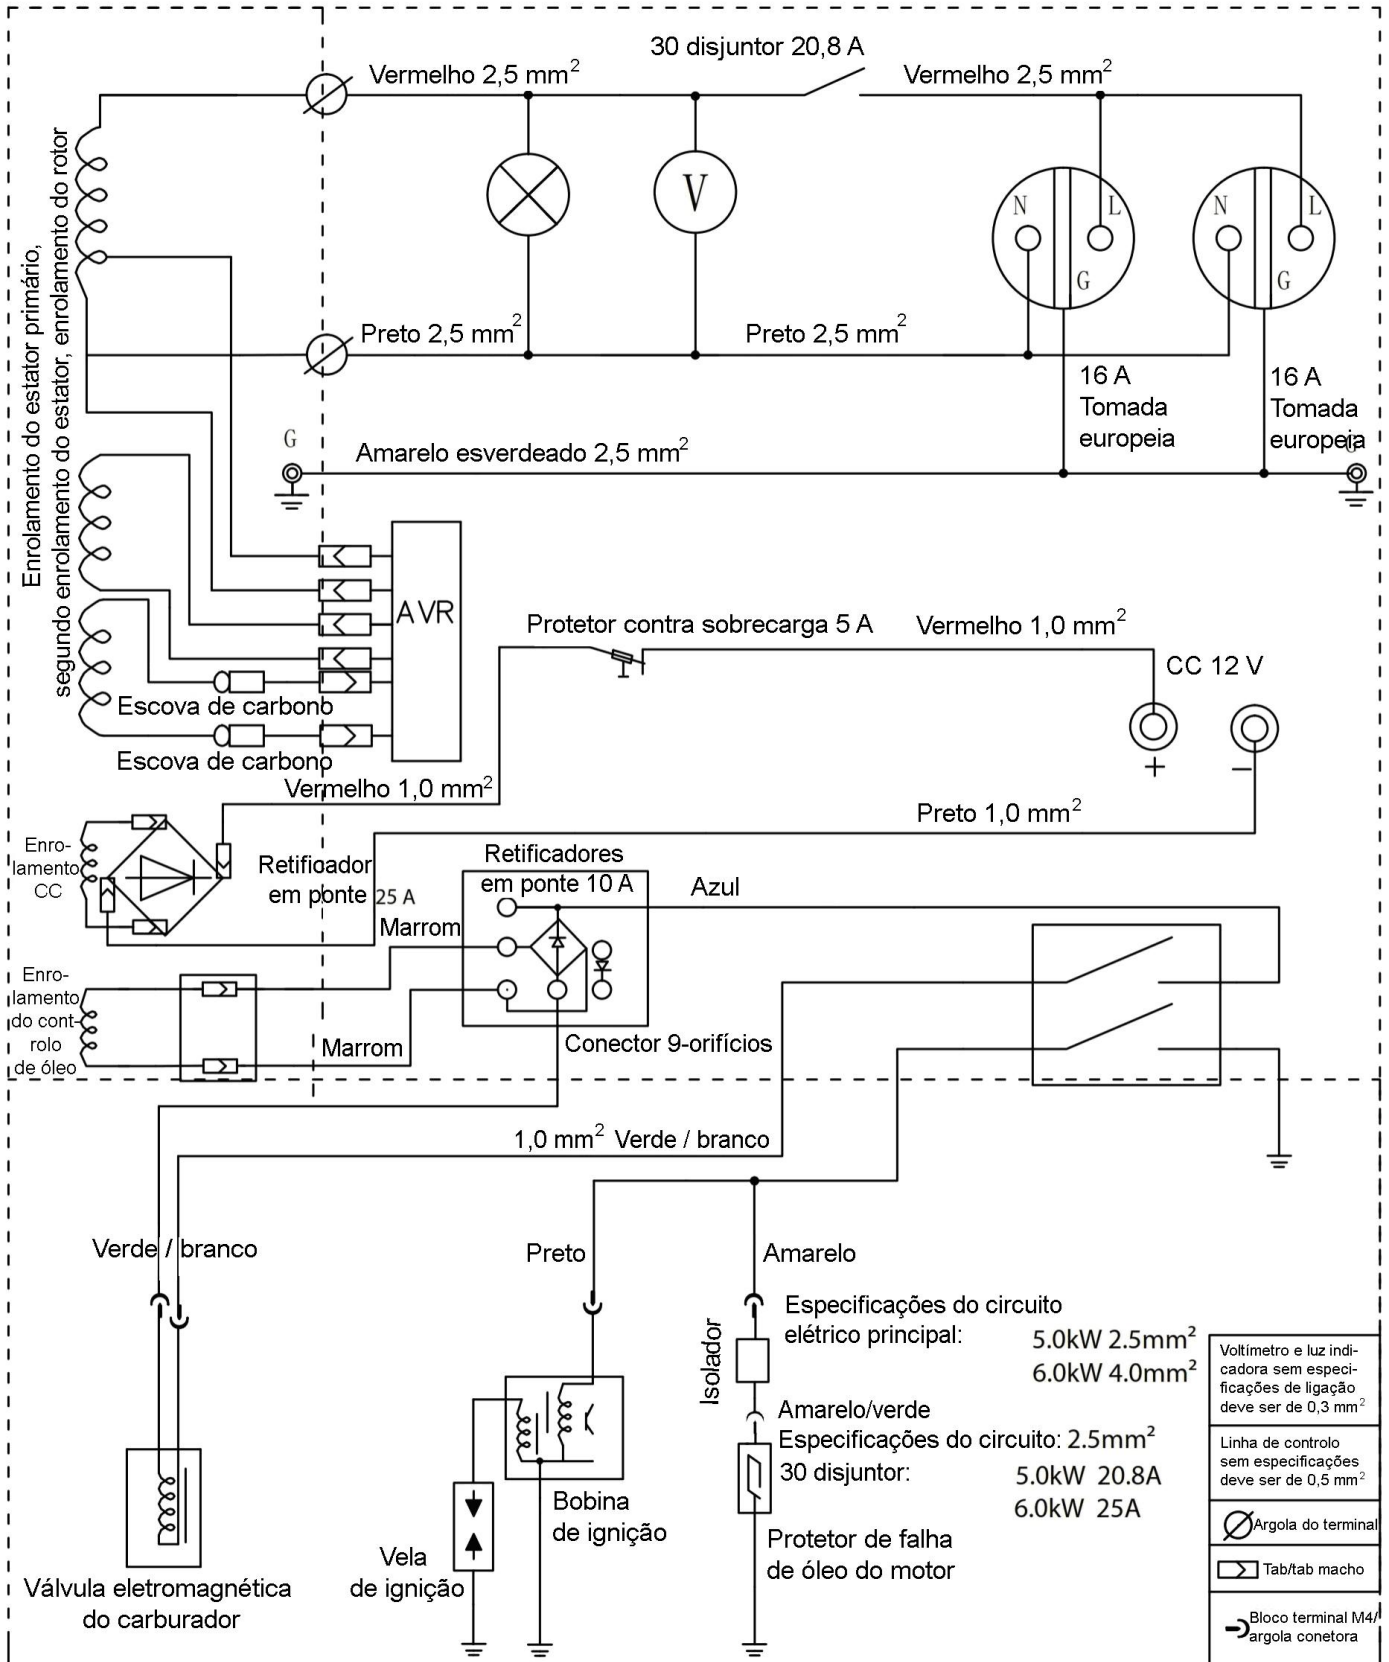 30 disjuntor 20,8 A
Vermelho 2,5 mm²
Vermelho 2,5 mm²
Enrolamento do estator primário,
segundo enrolamento do estator, enrolamento do rotor
V
N
L
G
N
L
G
Preto 2,5 mm²
Preto 2,5 mm²
16 A
Tomada
europeia
16 A
Tomada
europeia
G
G
Amarelo esverdeado 2,5 mm²
AVR
Protetor contra sobrecarga 5 A
Vermelho 1,0 mm²
CC 12 V
+
−
Escova de carbono
Escova de carbono
Vermelho 1,0 mm²
Preto 1,0 mm²
Enro-
lamento
CC
Retificador
em ponte 25 A
Retificadores
em ponte 10 A
Azul
Marrom
Enro-
lamento
do cont-
rolo
de óleo
Marrom
Conector 9-orifícios
1,0 mm² Verde / branco
Verde / branco
Preto
Amarelo
Isolador
Especificações do circuito
elétrico principal:
5.0kW 2.5mm²
6.0kW 4.0mm²
Amarelo/verde
Especificações do circuito: 2.5mm²
30 disjuntor:
5.0kW 20.8A
6.0kW 25A
Protetor de falha
de óleo do motor
Bobina
de ignição
Vela
de ignição
Válvula eletromagnética
do carburador
Voltímetro e luz indi-
cadora sem especi-
ficações de ligação
deve ser de 0,3 mm²
Linha de controlo
sem especificações
deve ser de 0,5 mm²
Argola do terminal
Tab/tab macho
Bloco terminal M4/
argola conetora